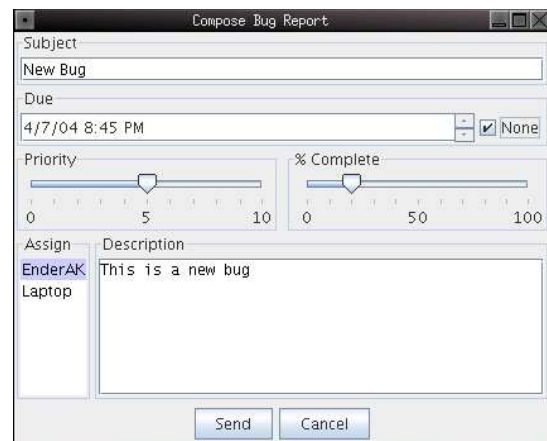 Compose Bug Report
Subject
New Bug
Due
4/7/04 8:45 PM
None
Priority
0 5 10
% Complete
0 50 100
Assign
EnderAK
Laptop
Description
This is a new bug
Send
Cancel